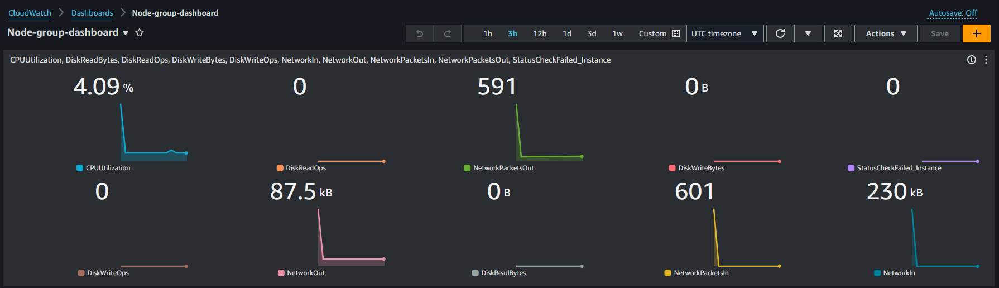 CloudWatch > Dashboards > Node-group-dashboard
Autosave: Off
Node-group-dashboard
1h 3h 12h 1d 3d 1w Custom UTC timezone Actions Save +
CPUUtilization, DiskReadBytes, DiskReadOps, DiskWriteBytes, DiskWriteOps, NetworkIn, NetworkOut, NetworkPacketsIn, NetworkPacketsOut, StatusCheckFailed_Instance
4.09 % 0 591 0 B 0
CPUUtilization DiskReadOps NetworkPacketsOut DiskWriteBytes StatusCheckFailed_Instance
0 87.5 kB 0 B 601 230 kB
DiskWriteOps NetworkOut DiskReadBytes NetworkPacketsIn NetworkIn